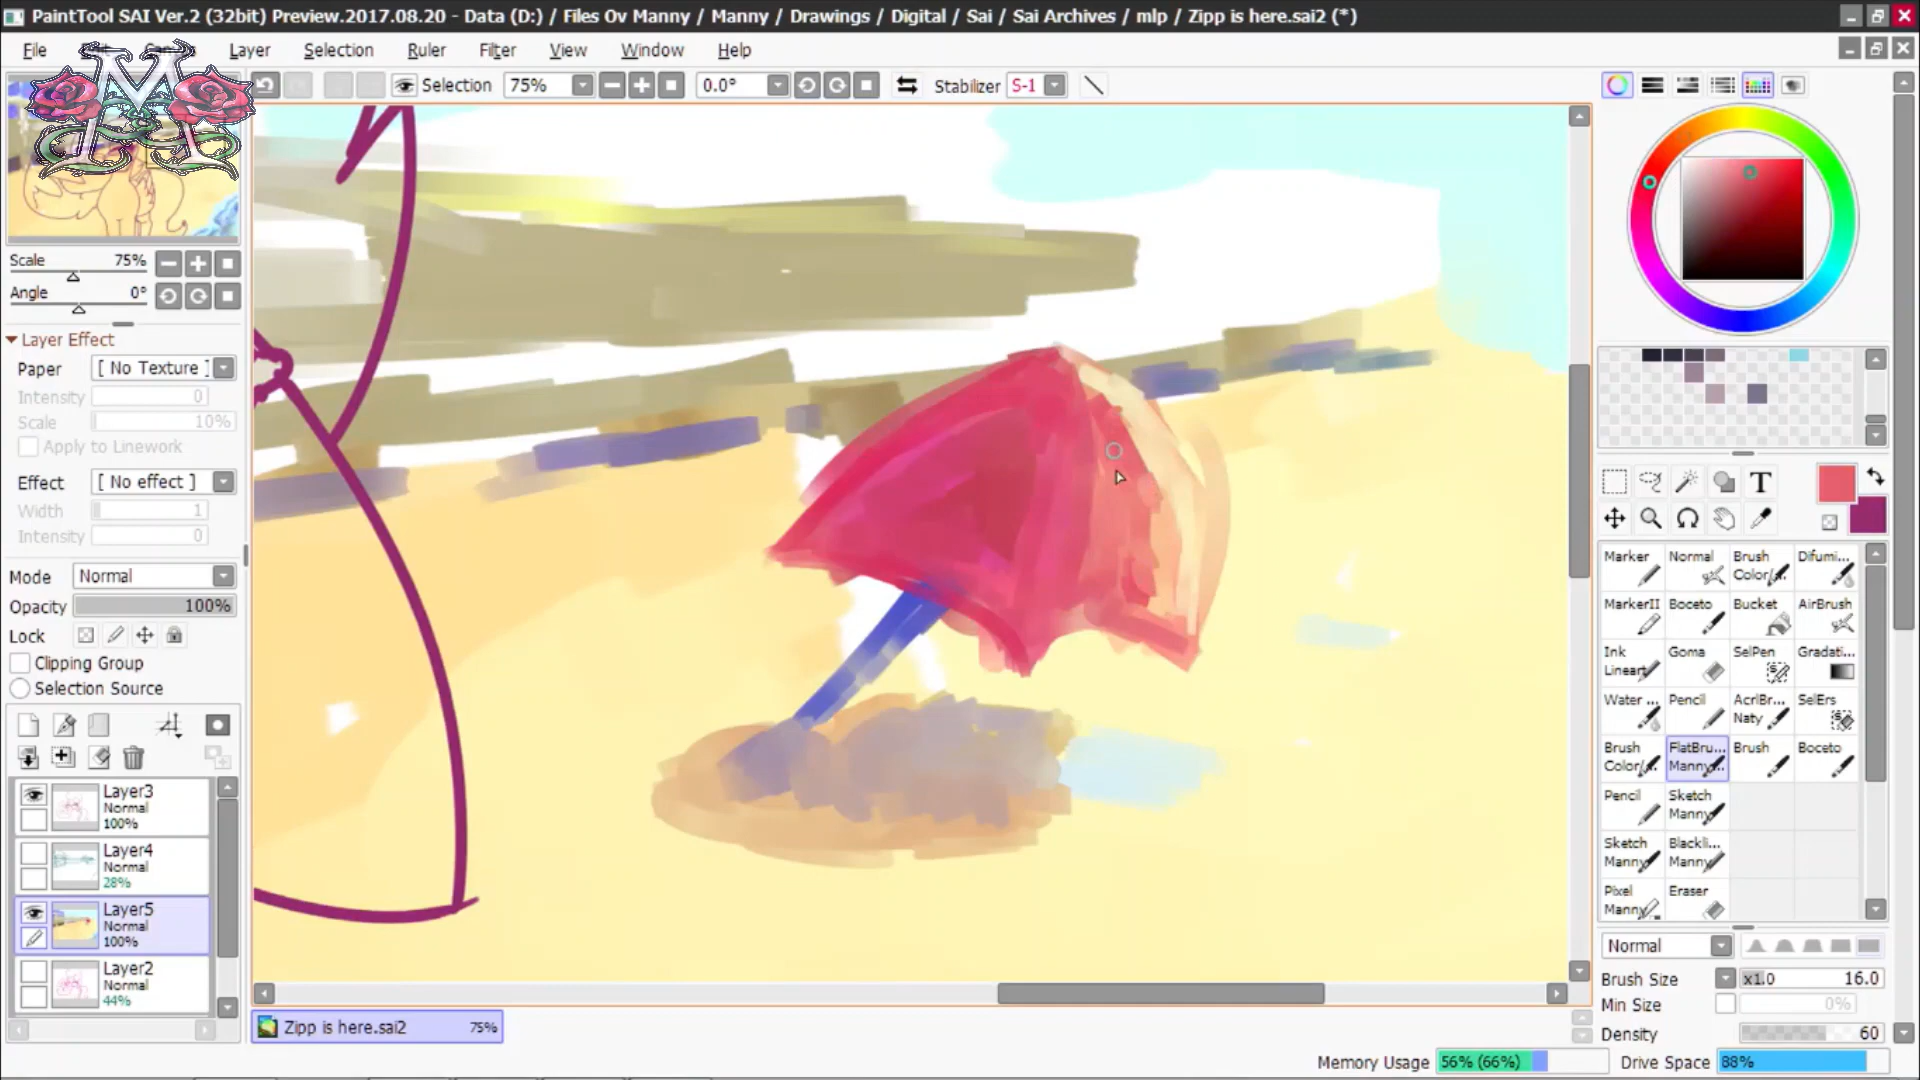 PaintTool SAI Ver.2 (32bit) Preview.2017.08.20 - Data (D:) / Files Ov Manny / Manny / Drawings / Digital / Sai / Sai Archives / mlp / Zipp is here.sai2 (*)
File Layer Selection Ruler Filter View Window Help
Selection 75% 0.0° Stabilizer S-1
M
Scale 75%
Angle 0°
Layer Effect
Paper [ No Texture ]
Intensity 0
Scale 10%
Apply to Linework
Effect [ No effect ]
Width 1
Intensity 0
Mode Normal
Opacity 100%
Lock
Clipping Group
Selection Source
Layer3
Normal
100%
Layer4
Normal
28%
Layer5
Normal
100%
Layer2
Normal
44%
Zipp is here.sai2 75%
T
Marker Normal Brush Color/... Difumi...
MarkerII Boceto Bucket AirBrush
Ink Lineart Goma SelPen Gradati...
Water ... Pencil AcrlBr... Naty SelErs
Brush Color/... FlatBru... Manny... Brush Boceto
Pencil Sketch Manny
Sketch Manny Blackli... Manny
Pixel Manny Eraser
Normal
Brush Size x1.0 16.0
Min Size 0%
Density 60
Memory Usage 56% (66%) Drive Space 88%